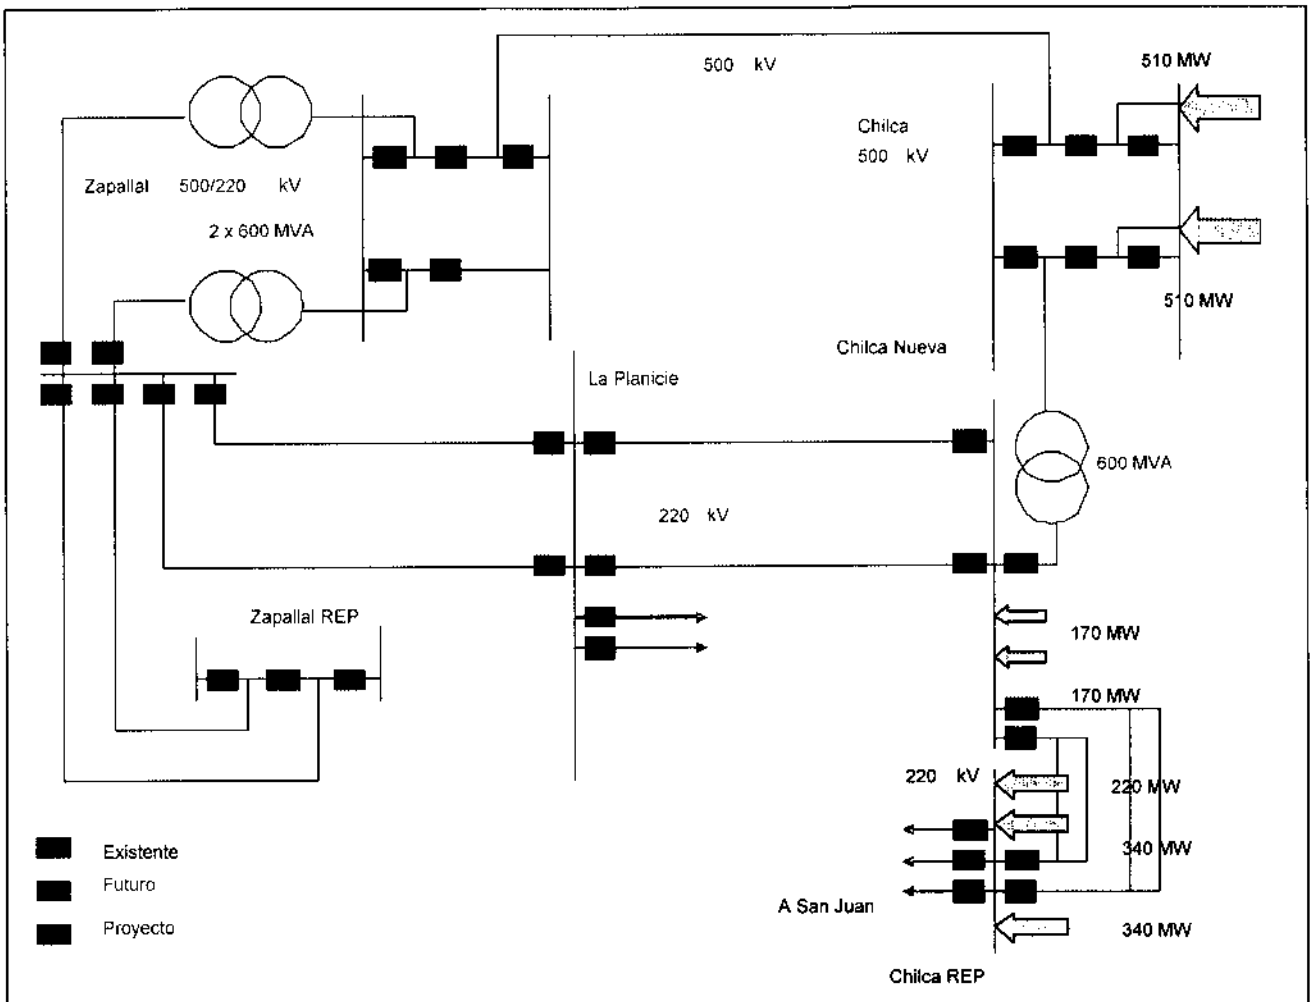 500 kV
510 MW
Chilca
500 kV
Zapallal 500/220 kV
2 x 600 MVA
510 MW
Chilca Nueva
La Planicie
600 MVA
220 kV
Zapallal REP
170 MW
170 MW
220 kV
220 MW
340 MW
Existente
Futuro
Proyecto
A San Juan
340 MW
Chilca REP